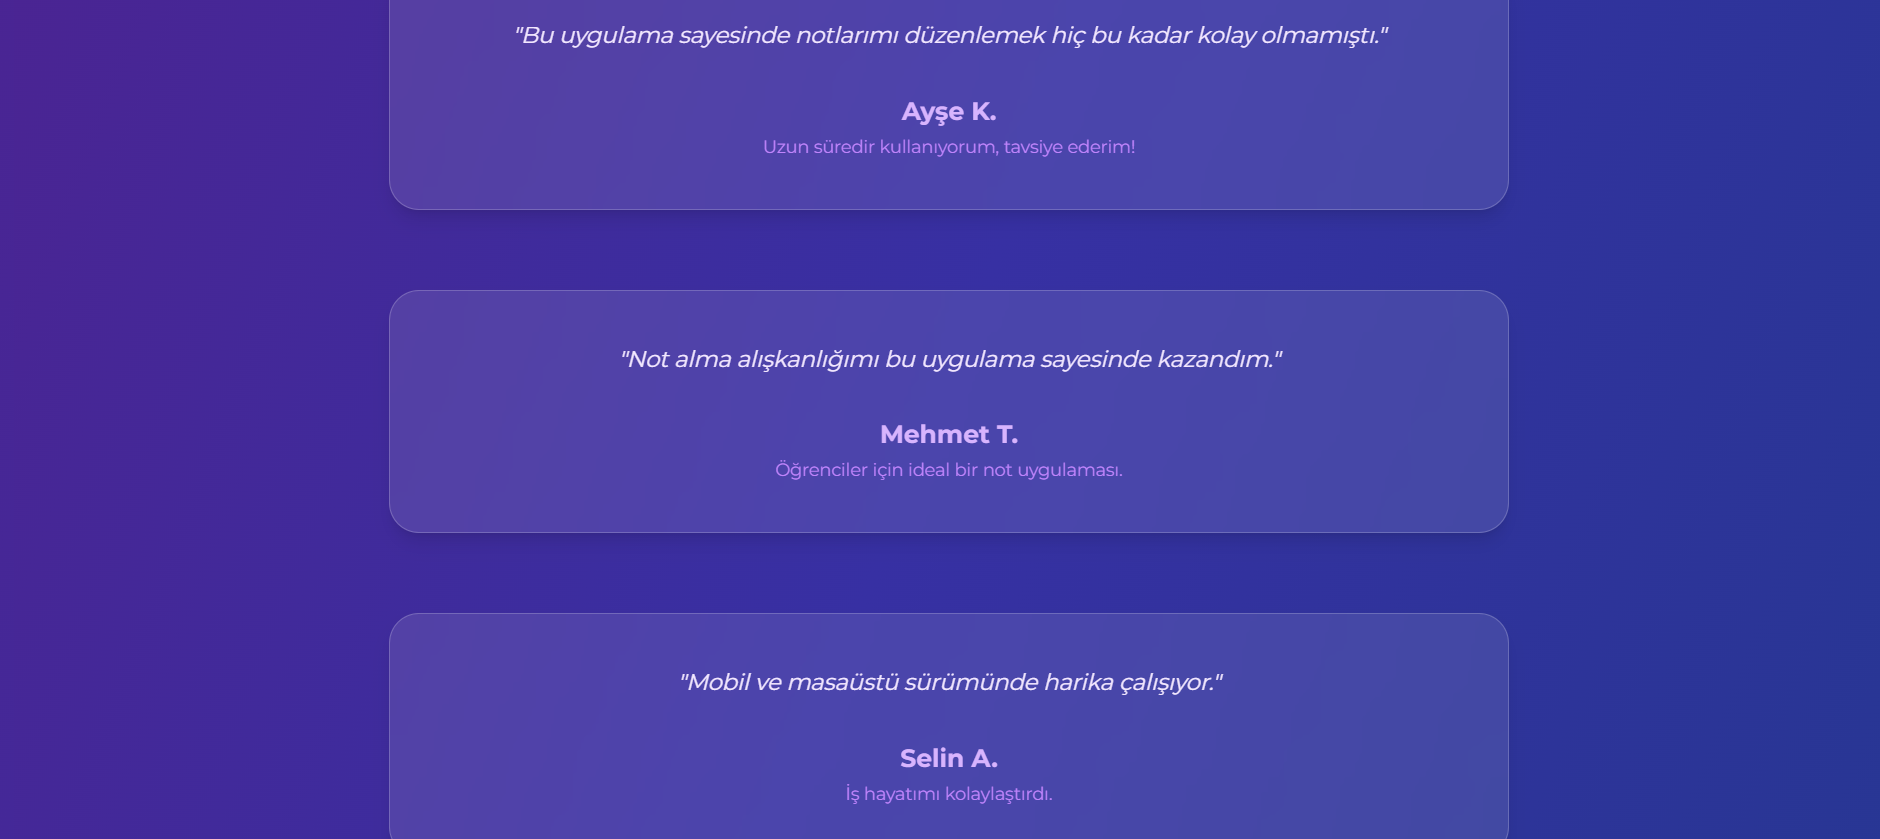 "Bu uygulama sayesinde notlarımı düzenlemek hiç bu kadar kolay olmamıştı."
Ayşe K.
Uzun süredir kullanıyorum, tavsiye ederim!
"Not alma alışkanlığımı bu uygulama sayesinde kazandım."
Mehmet T.
Öğrenciler için ideal bir not uygulaması.
"Mobil ve masaüstü sürümünde harika çalışıyor."
Selin A.
İş hayatımı kolaylaştırdı.